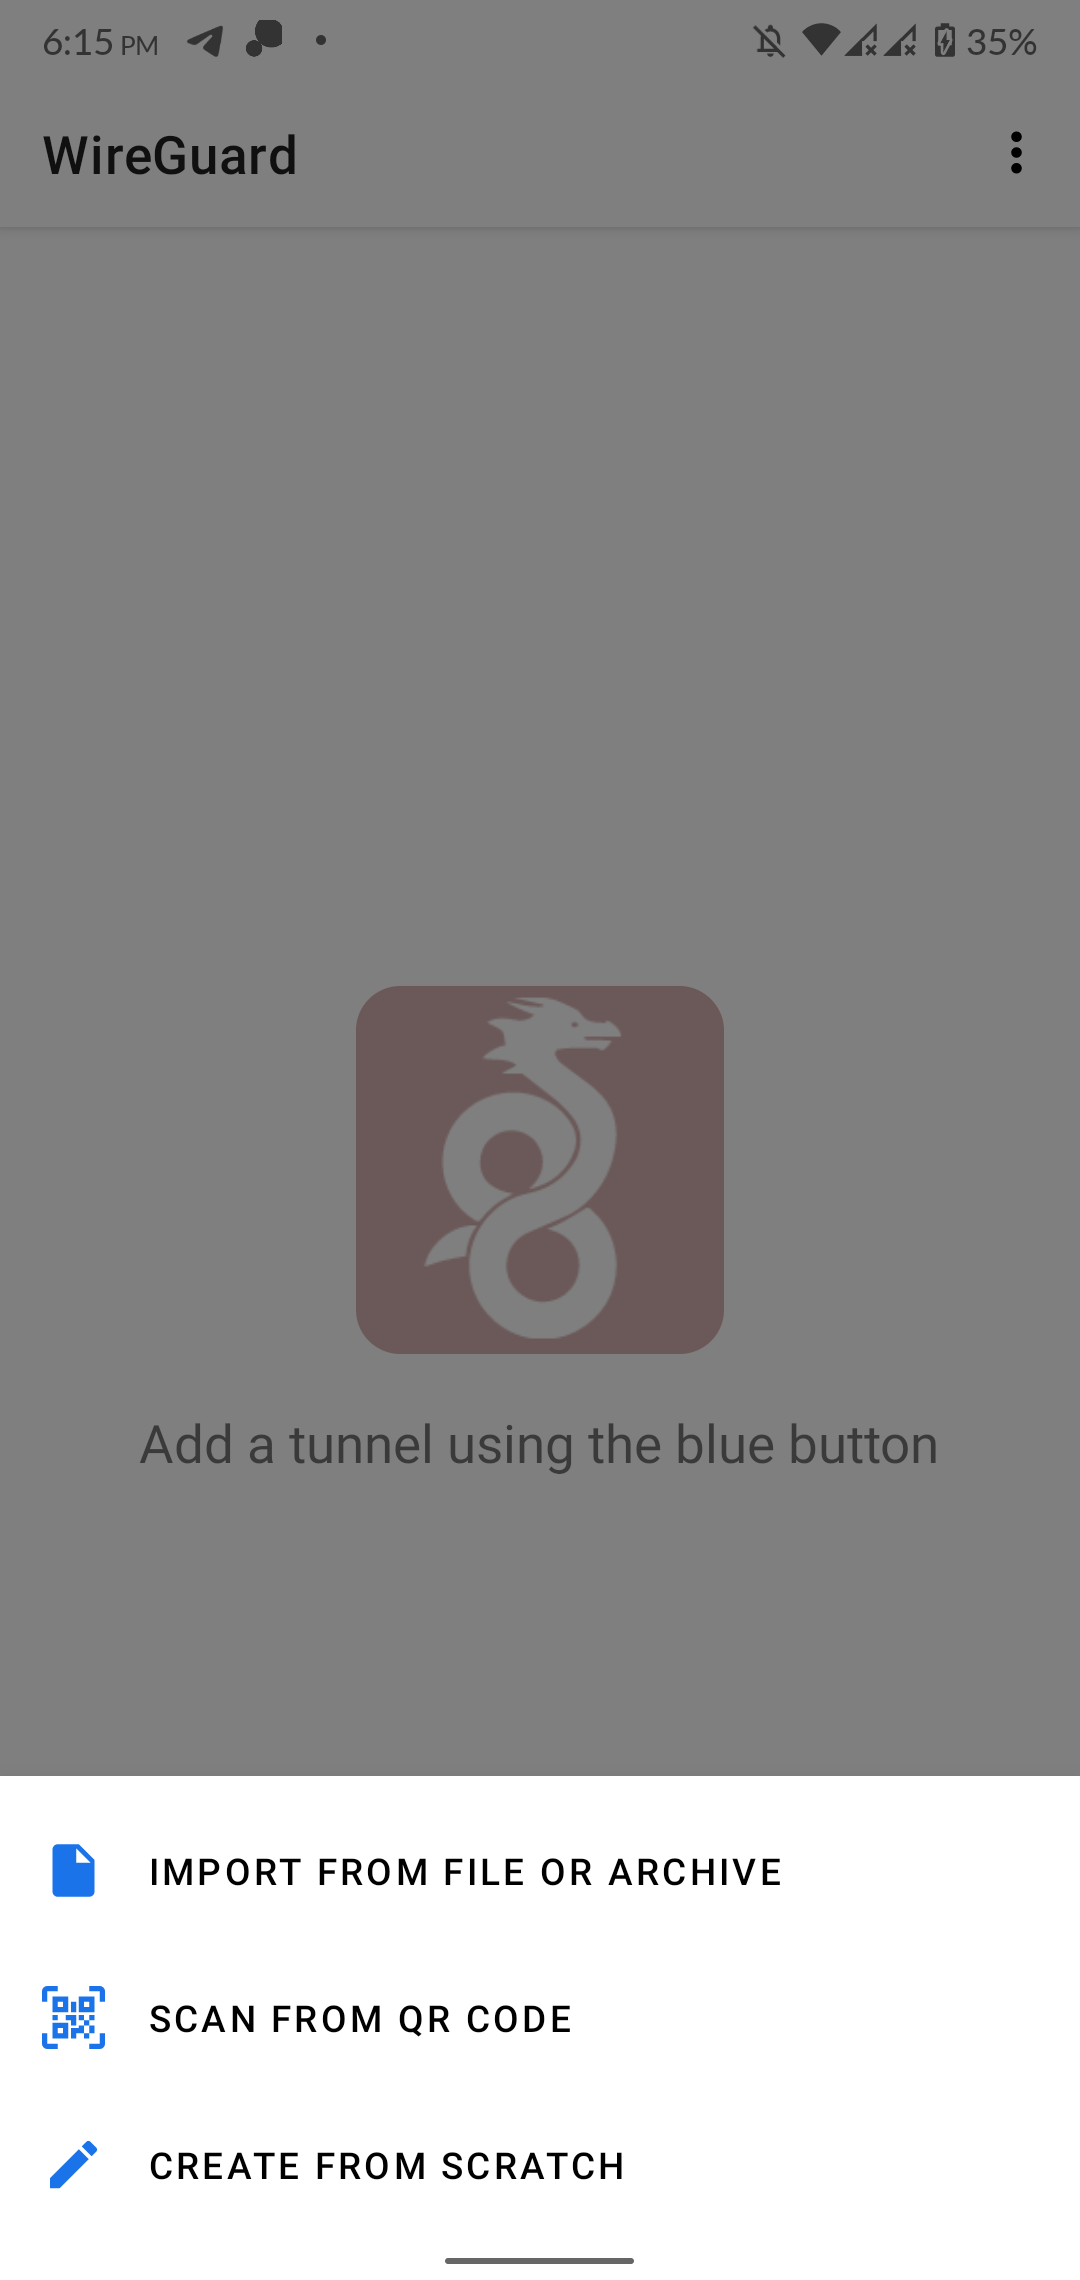 6:15 PM 35%
WireGuard
Add a tunnel using the blue button
IMPORT FROM FILE OR ARCHIVE
SCAN FROM QR CODE
CREATE FROM SCRATCH